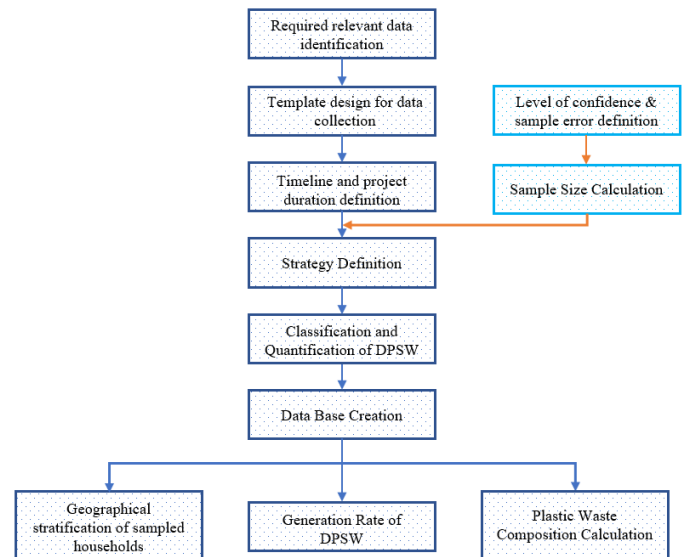 Required relevant data
identification
Template design for data
collection
Level of confidence &
sample error definition
Timeline and project
duration definition
Sample Size Calculation
Strategy Definition
Classification and
Quantification of DPSW
Data Base Creation
Geographical
stratification of sampled
households
Generation Rate of
DPSW
Plastic Waste
Composition Calculation